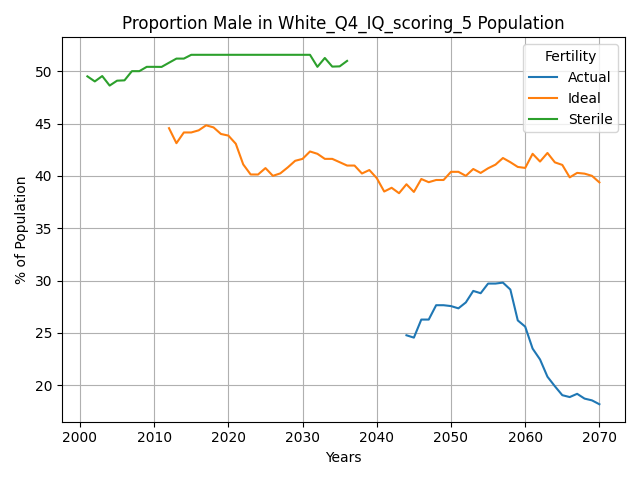 Proportion Male in White_Q4_IQ_scoring_5 Population
Fertility
Actual
Ideal
Sterile
% of Population
50
45
40
35
30
25
20
2000 2010 2020 2030 2040 2050 2060 2070
Years